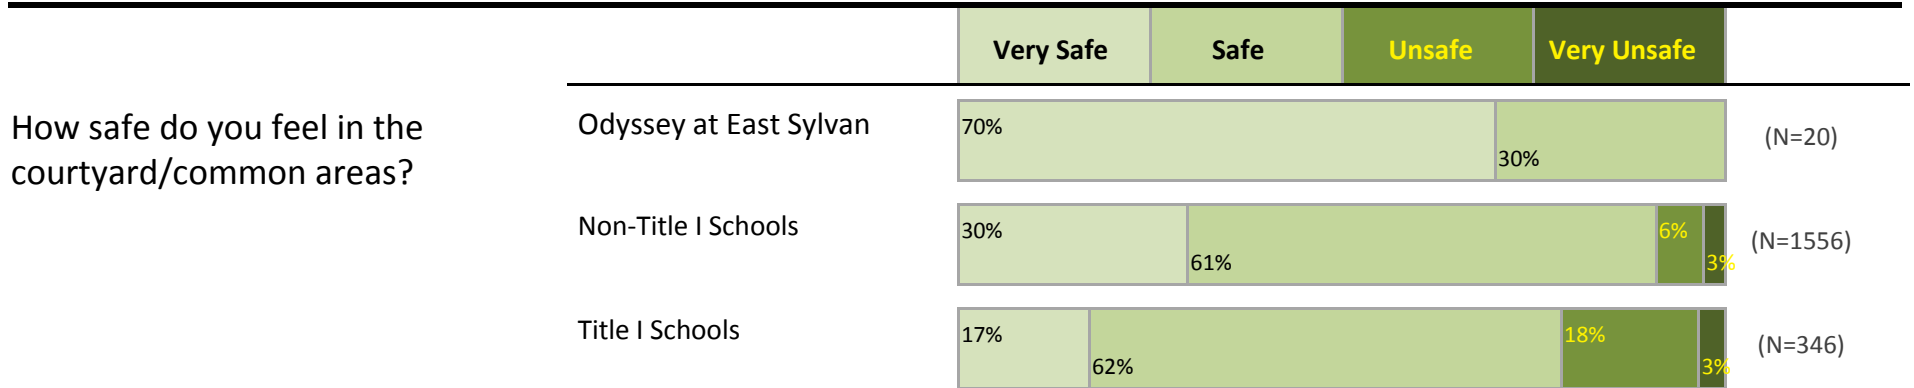 Very Safe Safe Unsafe Very Unsafe
How safe do you feel in the
courtyard/common areas?
Odyssey at East Sylvan 70% 30% (N=20)
Non-Title I Schools 30% 61% 6% 3% (N=1556)
Title I Schools 17% 62% 18% 3% (N=346)